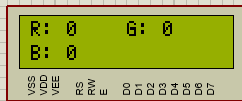 R: 0 G: 0
B: 0
VSS VDD VEE RS RW E D0 D1 D2 D3 D4 D5 D6 D7